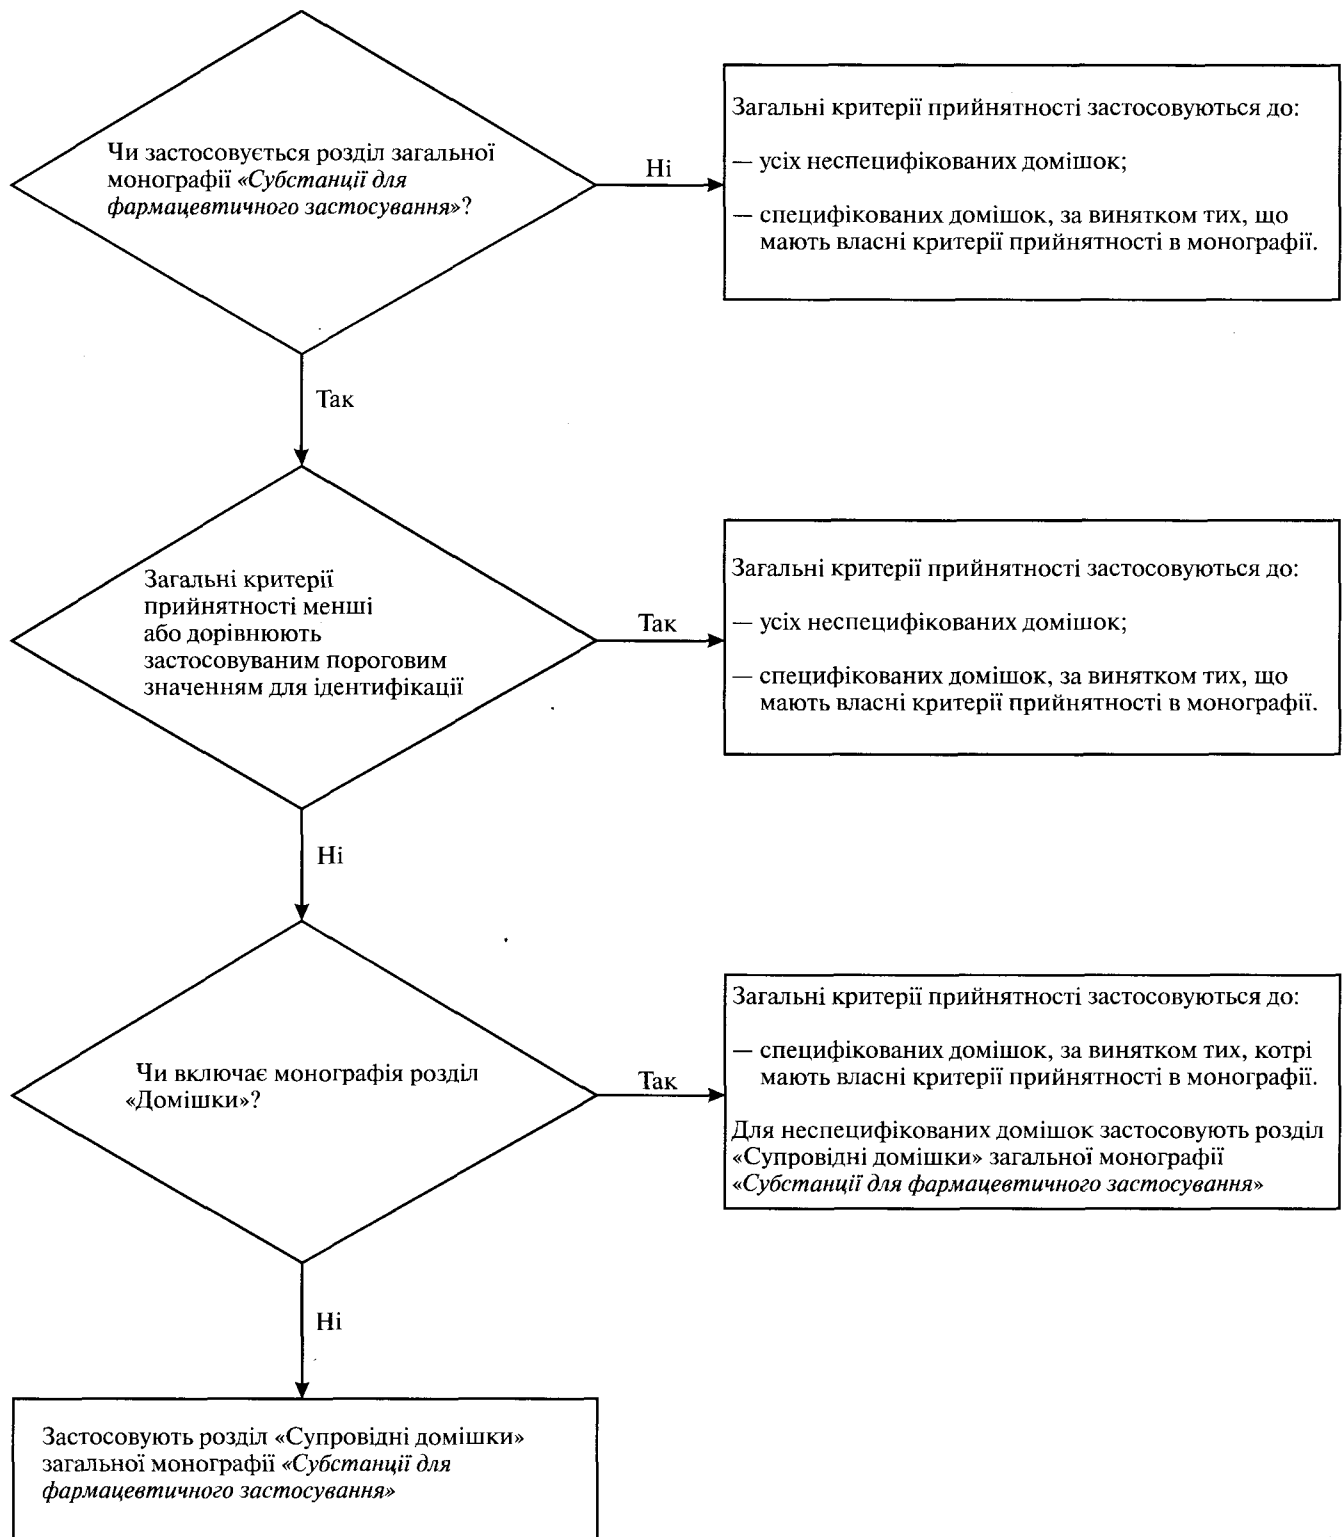 Чи застосовується розділ загальної
монографії «Субстанції для
фармацевтичного застосування»?
Ні
Загальні критерії прийнятності застосовуються до:
— усіх неспецифікованих домішок;
— специфікованих домішок, за винятком тих, що
мають власні критерії прийнятності в монографії.
Так
Загальні критерії
прийнятності менші
або дорівнюють
застосовуваним пороговим
значенням для ідентифікації
Так
Загальні критерії прийнятності застосовуються до:
— усіх неспецифікованих домішок;
— специфікованих домішок, за винятком тих, що
мають власні критерії прийнятності в монографії.
Ні
Чи включає монографія розділ
«Домішки»?
Так
Загальні критерії прийнятності застосовуються до:
— специфікованих домішок, за винятком тих, котрі
мають власні критерії прийнятності в монографії.
Для неспецифікованих домішок застосовують розділ
«Супровідні домішки» загальної монографії
«Субстанції для фармацевтичного застосування»
Ні
Застосовують розділ «Супровідні домішки»
загальної монографії «Субстанції для
фармацевтичного застосування»